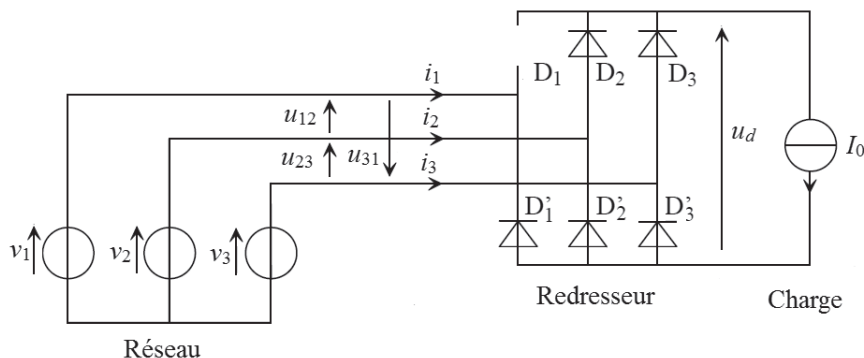 D₁ D₂ D₃
i₁
u₁₂
i₂
u_d
I₀
u₂₃ u₃₁
i₃
D'₁ D'₂ D'₃
v₁ v₂ v₃
Redresseur
Charge
Réseau